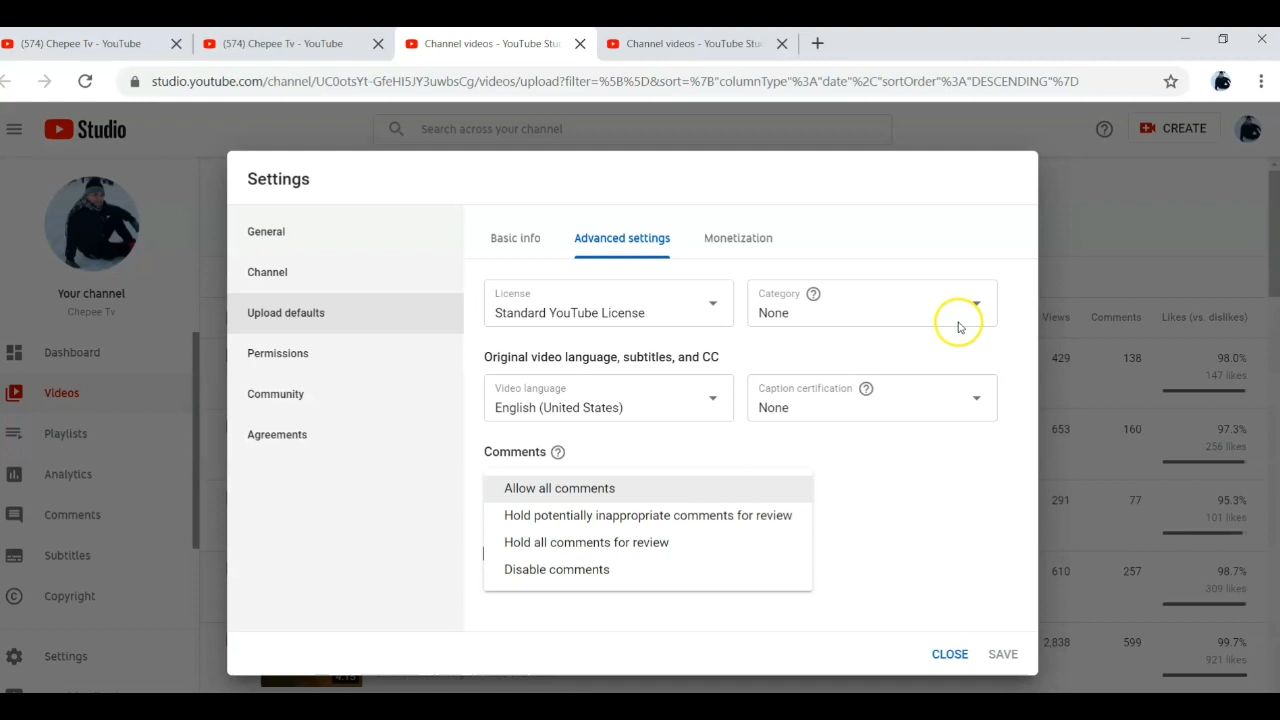 (574) Chepee Tv - YouTube
(574) Chepee Tv - YouTube
Channel videos - YouTube Stu
Channel videos - YouTube Stu
studio.youtube.com/channel/UC0otsYt-GfeHI5JY3uwbsCg/videos/upload?filter=%5B%5D&sort=%7B"columnType"%3A"date"%2C"sortOrder"%3A"DESCENDING"%7D
Studio
Search across your channel
CREATE
Settings
Your channel
Chepee Tv
Dashboard
Videos
Playlists
Analytics
Comments
Subtitles
Copyright
Settings
General
Channel
Upload defaults
Permissions
Community
Agreements
Basic info
Advanced settings
Monetization
License
Standard YouTube License
Category
None
Original video language, subtitles, and CC
Video language
English (United States)
Caption certification
None
Comments
Allow all comments
Hold potentially inappropriate comments for review
Hold all comments for review
Disable comments
CLOSE
SAVE
Views Comments Likes (vs. dislikes)
429 138 98.0%
147 likes
653 160 97.3%
256 likes
291 77 95.3%
101 likes
610 257 98.7%
309 likes
2,838 599 99.7%
921 likes
4:15